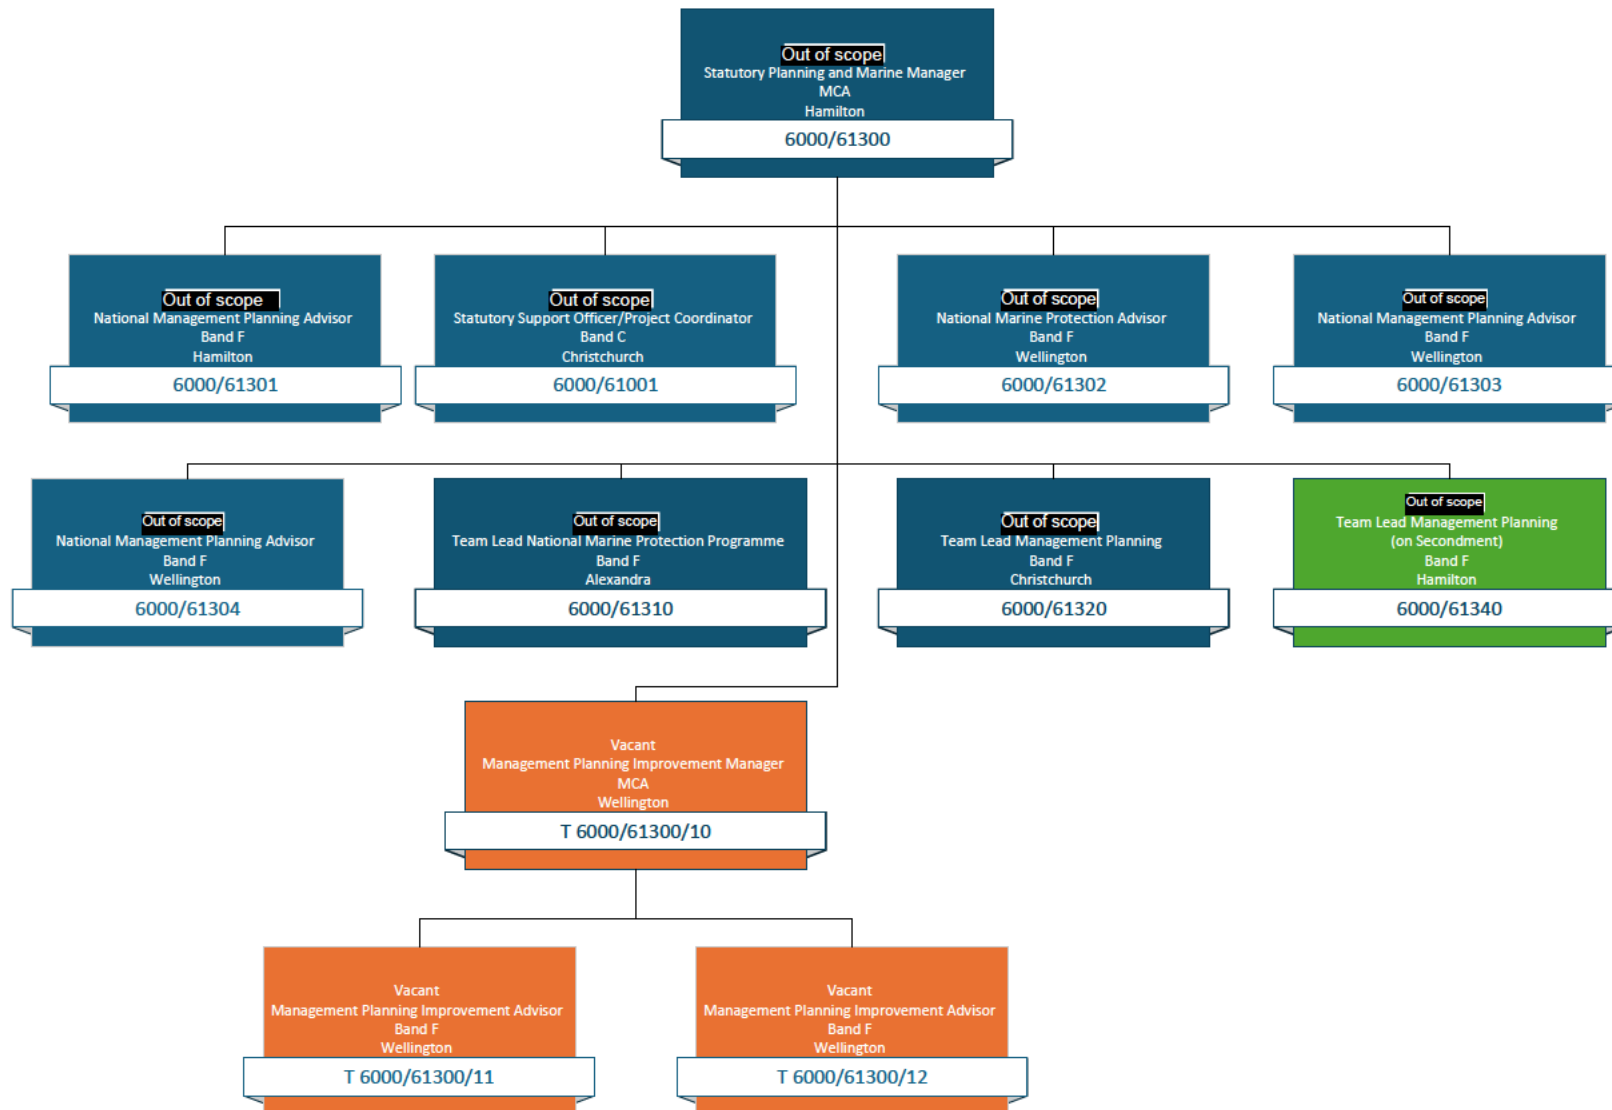 Out of scope
Statutory Planning and Marine Manager
MCA
Hamilton
6000/61300
Out of scope
National Management Planning Advisor
Band F
Hamilton
6000/61301
Out of scope
Statutory Support Officer/Project Coordinator
Band C
Christchurch
6000/61001
Out of scope
National Marine Protection Advisor
Band F
Wellington
6000/61302
Out of scope
National Management Planning Advisor
Band F
Wellington
6000/61303
Out of scope
National Management Planning Advisor
Band F
Wellington
6000/61304
Out of scope
Team Lead National Marine Protection Programme
Band F
Alexandra
6000/61310
Out of scope
Team Lead Management Planning
Band F
Christchurch
6000/61320
Out of scope
Team Lead Management Planning
(on Secondment)
Band F
Hamilton
6000/61340
Vacant
Management Planning Improvement Manager
MCA
Wellington
T 6000/61300/10
Vacant
Management Planning Improvement Advisor
Band F
Wellington
T 6000/61300/11
Vacant
Management Planning Improvement Advisor
Band F
Wellington
T 6000/61300/12